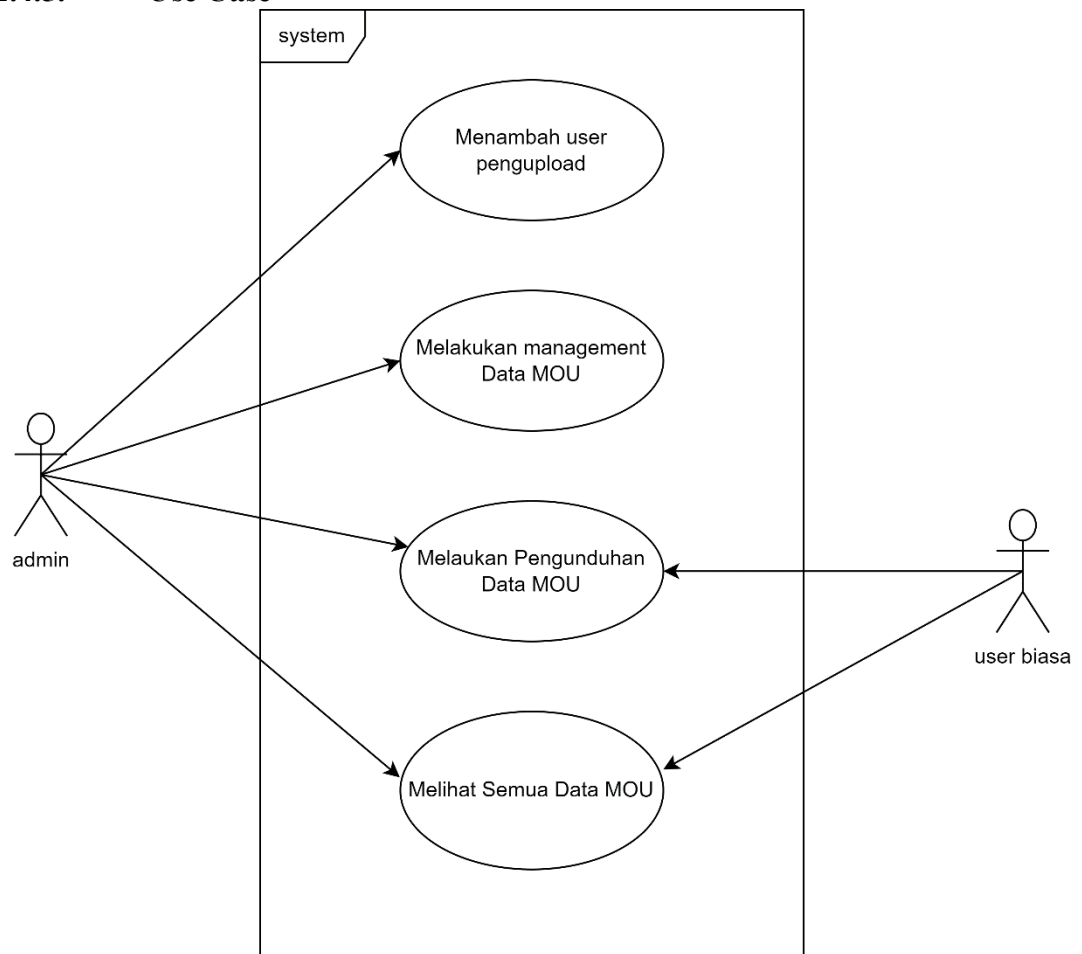 Use Case
system
Menambah user
pengupload
Melakukan management
Data MOU
admin
Melaukan Pengunduhan
Data MOU
user biasa
Melihat Semua Data MOU